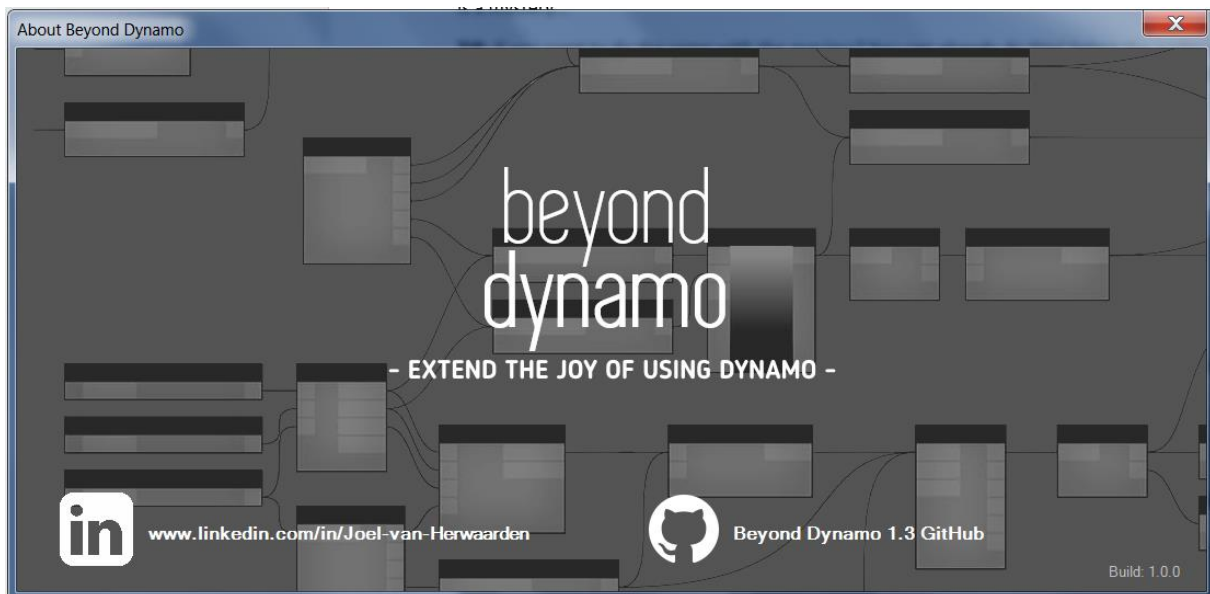 About Beyond Dynamo
beyond
dynamo
- EXTEND THE JOY OF USING DYNAMO -
in
www.linkedin.com/in/Joel-van-Herwaarden
Beyond Dynamo 1.3 GitHub
Build: 1.0.0